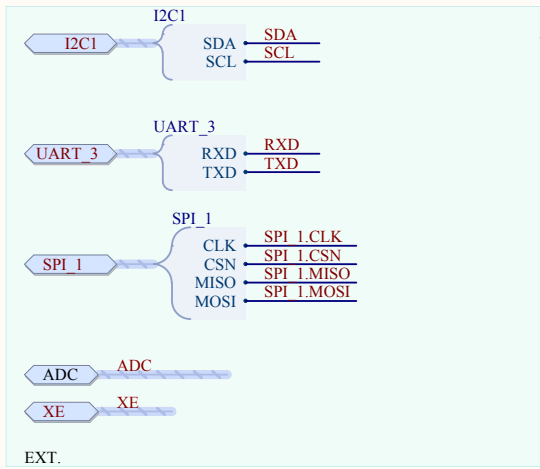 I2C1
I2C1 SDA SDA
SCL SCL
UART_3
UART_3 RXD RXD
TXD TXD
SPI_1
CLK SPI_1.CLK
SPI_1 CSN SPI_1.CSN
MISO SPI_1.MISO
MOSI SPI_1.MOSI
ADC ADC
XE XE
EXT.